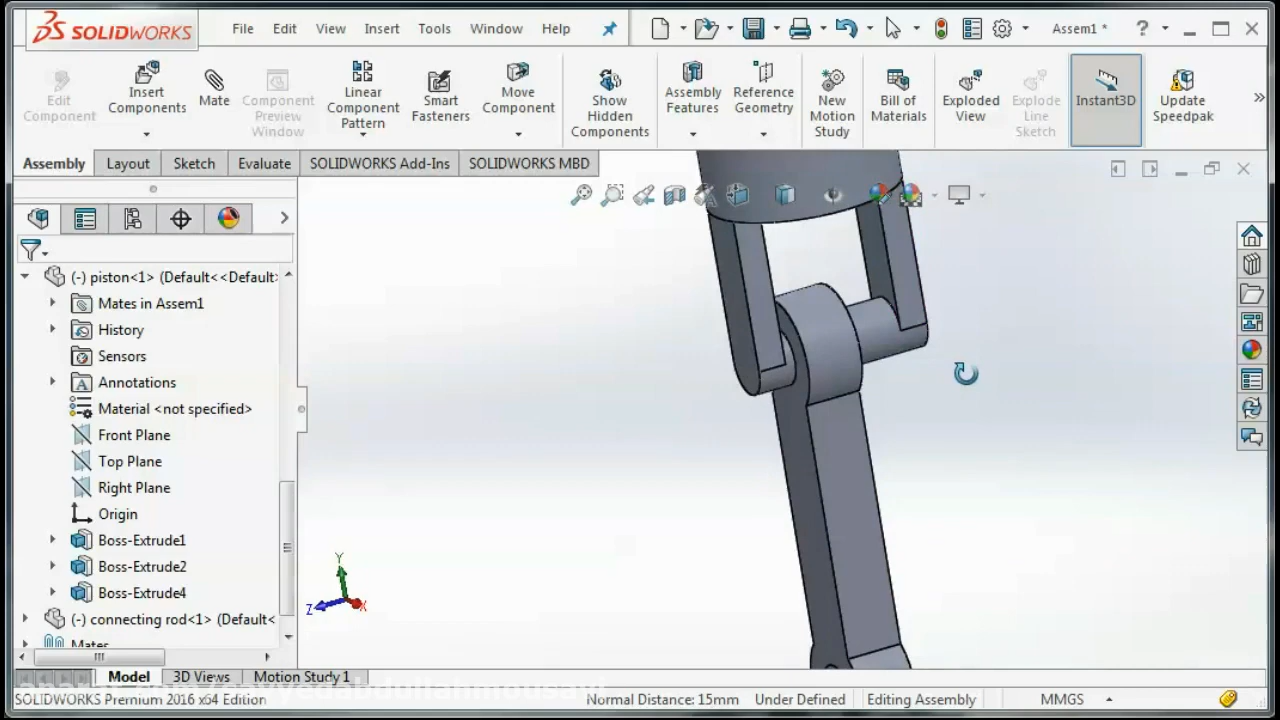 SOLIDWORKS File Edit View Insert Tools Window Help Assem1 * ?
Edit Component
Insert Components
Mate
Component Preview Window
Linear Component Pattern
Smart Fasteners
Move Component
Show Hidden Components
Assembly Features
Reference Geometry
New Motion Study
Bill of Materials
Exploded View
Explode Line Sketch
Instant3D
Update Speedpak
Assembly Layout Sketch Evaluate SOLIDWORKS Add-Ins SOLIDWORKS MBD
(-) piston<1> (Default<<Default>
Mates in Assem1
History
Sensors
Annotations
Material <not specified>
Front Plane
Top Plane
Right Plane
Origin
Boss-Extrude1
Boss-Extrude2
Boss-Extrude4
(-) connecting rod<1> (Default<
Mates
Y
Z X
Model 3D Views Motion Study 1
SOLIDWORKS Premium 2016 x64 Edition Normal Distance: 15mm Under Defined Editing Assembly MMGS